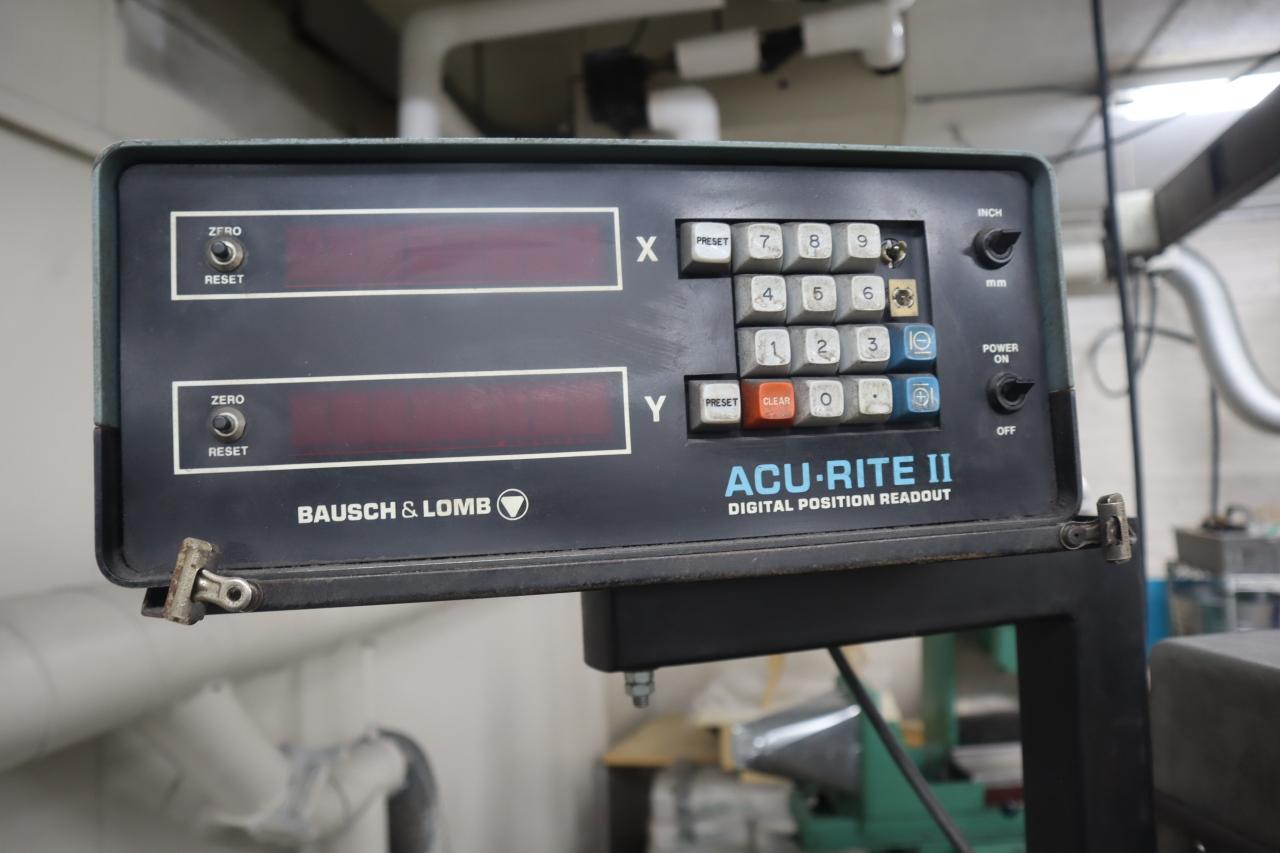 ZERO
RESET
X
PRESET 7 8 9
4 5 6
1 2 3
PRESET CLEAR 0 .
INCH
mm
ZERO
RESET
Y
POWER
ON
OFF
BAUSCH & LOMB
ACU·RITE II
DIGITAL POSITION READOUT